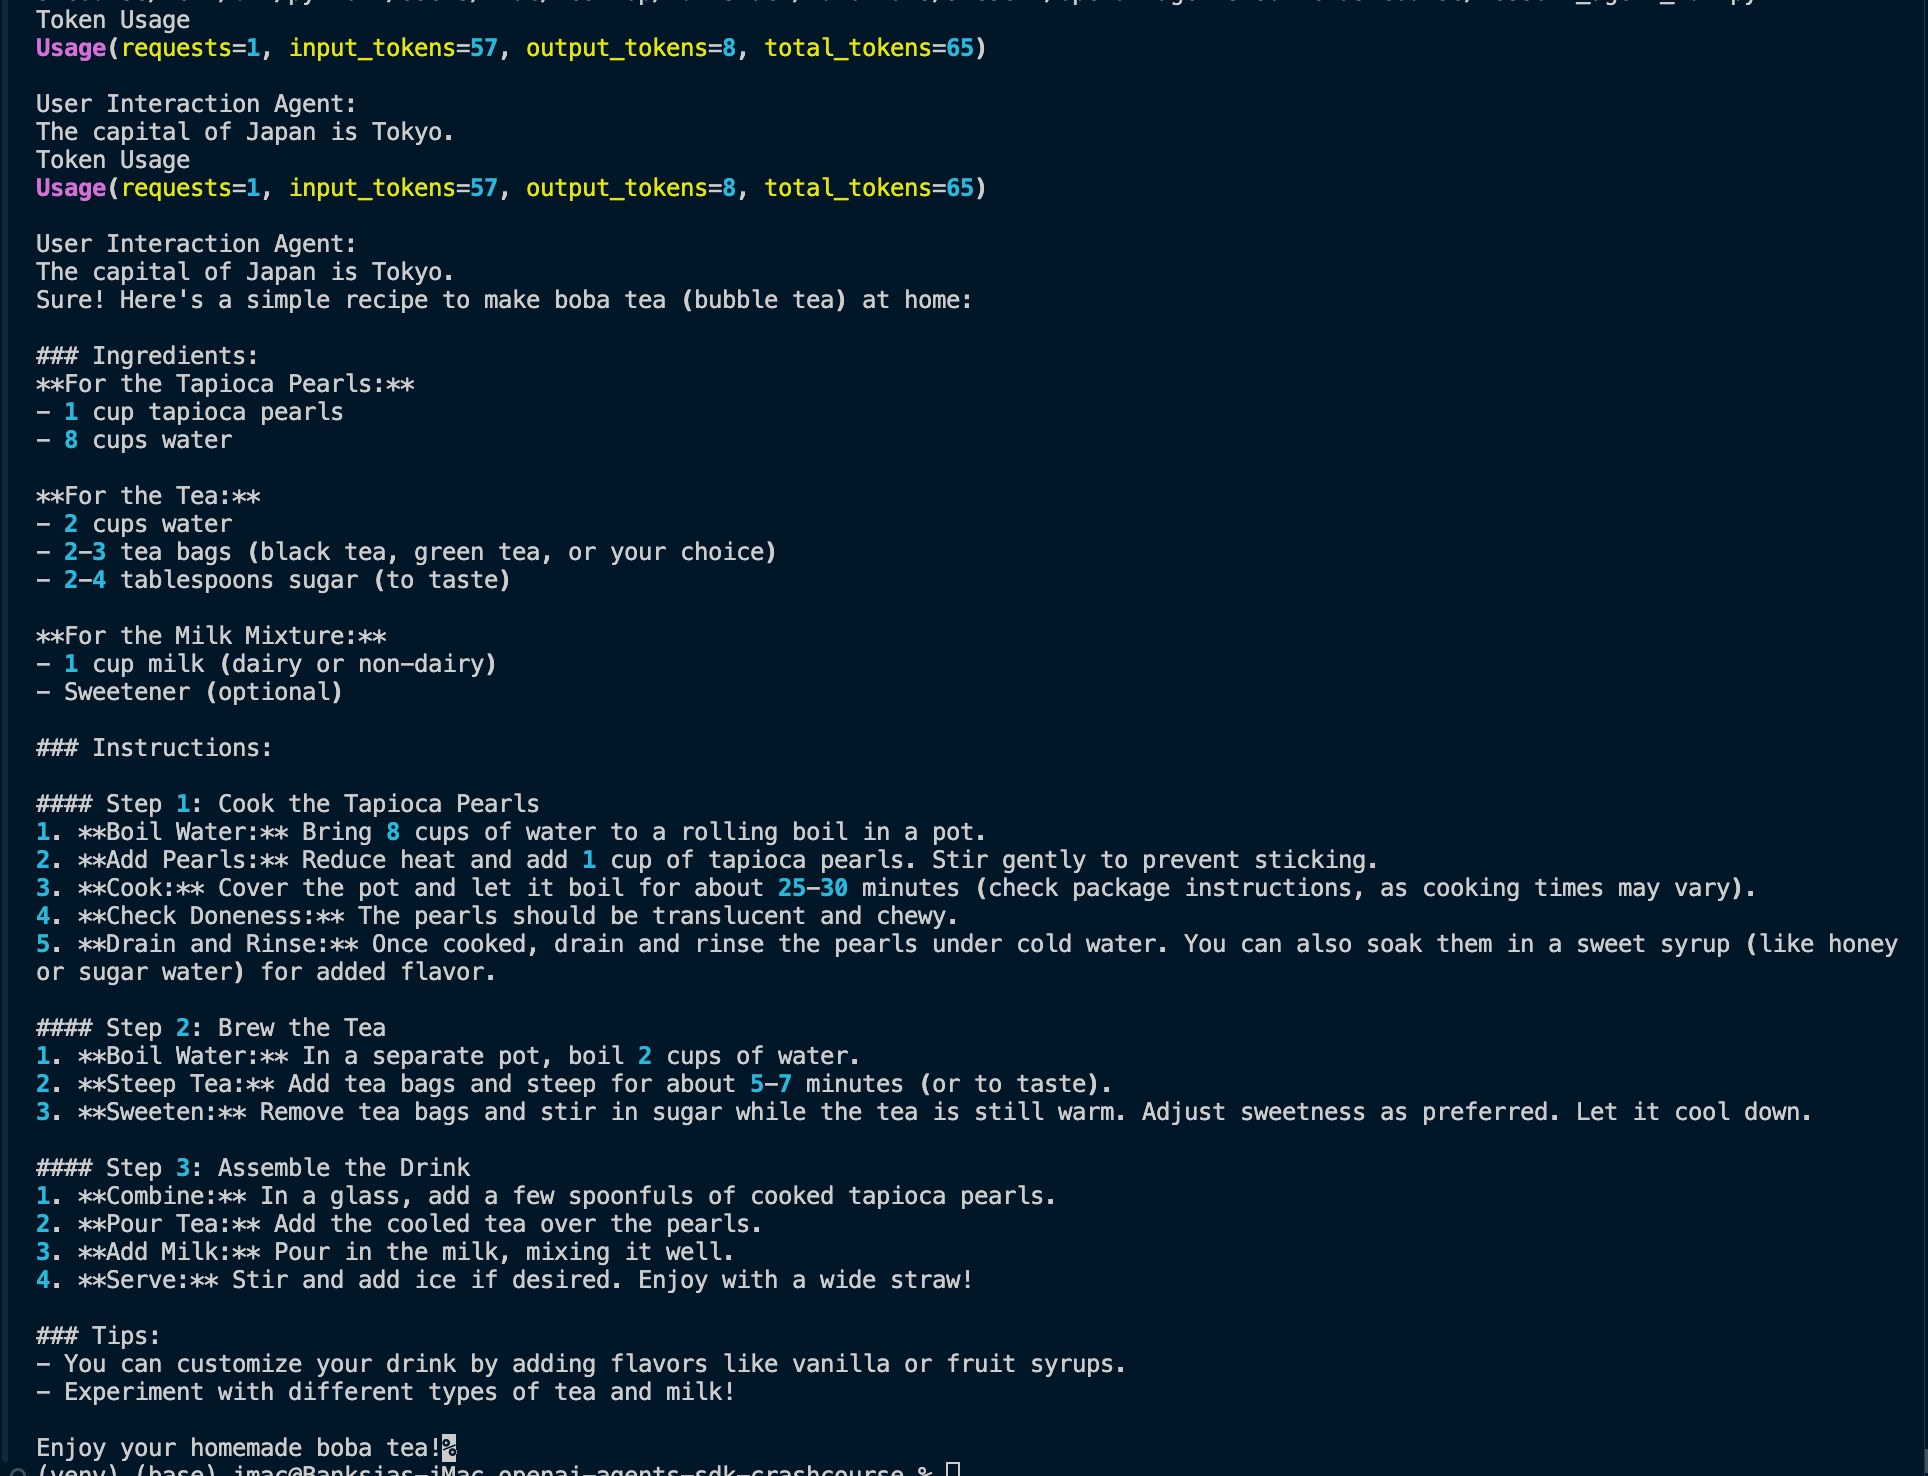 Token Usage
Usage(requests=1, input_tokens=57, output_tokens=8, total_tokens=65)
User Interaction Agent:
The capital of Japan is Tokyo.
Token Usage
Usage(requests=1, input_tokens=57, output_tokens=8, total_tokens=65)
User Interaction Agent:
The capital of Japan is Tokyo.
Sure! Here's a simple recipe to make boba tea (bubble tea) at home:
### Ingredients:
**For the Tapioca Pearls:**
- 1 cup tapioca pearls
- 8 cups water
**For the Tea:**
- 2 cups water
- 2-3 tea bags (black tea, green tea, or your choice)
- 2-4 tablespoons sugar (to taste)
**For the Milk Mixture:**
- 1 cup milk (dairy or non-dairy)
- Sweetener (optional)
### Instructions:
#### Step 1: Cook the Tapioca Pearls
1. **Boil Water:** Bring 8 cups of water to a rolling boil in a pot.
2. **Add Pearls:** Reduce heat and add 1 cup of tapioca pearls. Stir gently to prevent sticking.
3. **Cook:** Cover the pot and let it boil for about 25-30 minutes (check package instructions, as cooking times may vary).
4. **Check Doneness:** The pearls should be translucent and chewy.
5. **Drain and Rinse:** Once cooked, drain and rinse the pearls under cold water. You can also soak them in a sweet syrup (like honey
or sugar water) for added flavor.
#### Step 2: Brew the Tea
1. **Boil Water:** In a separate pot, boil 2 cups of water.
2. **Steep Tea:** Add tea bags and steep for about 5-7 minutes (or to taste).
3. **Sweeten:** Remove tea bags and stir in sugar while the tea is still warm. Adjust sweetness as preferred. Let it cool down.
#### Step 3: Assemble the Drink
1. **Combine:** In a glass, add a few spoonfuls of cooked tapioca pearls.
2. **Pour Tea:** Add the cooled tea over the pearls.
3. **Add Milk:** Pour in the milk, mixing it well.
4. **Serve:** Stir and add ice if desired. Enjoy with a wide straw!
### Tips:
- You can customize your drink by adding flavors like vanilla or fruit syrups.
- Experiment with different types of tea and milk!
Enjoy your homemade boba tea!%
(venv) (base) imac@Banksias-iMac openai-agents-sdk-crashcourse %